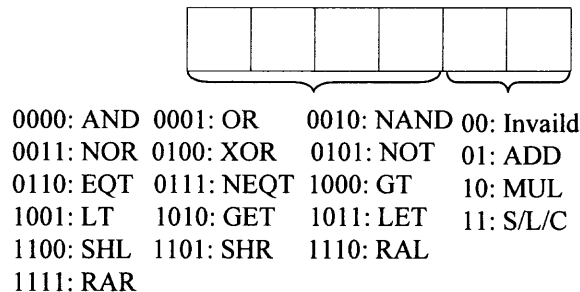 0000: AND 0001: OR 0010: NAND 00: Invaild
0011: NOR 0100: XOR 0101: NOT 01: ADD
0110: EQT 0111: NEQT 1000: GT 10: MUL
1001: LT 1010: GET 1011: LET 11: S/L/C
1100: SHL 1101: SHR 1110: RAL
1111: RAR